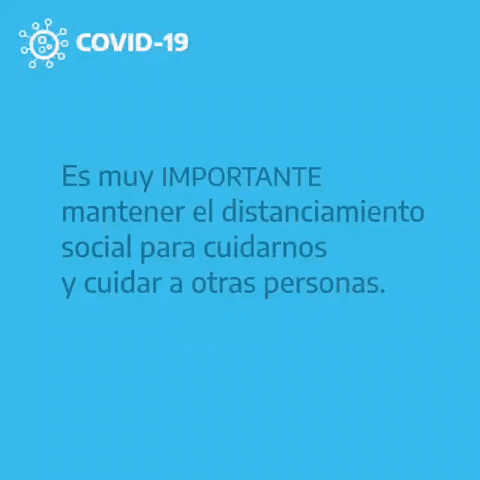 COVID-19
Es muy IMPORTANTE
mantener el distanciamiento
social para cuidarnos
y cuidar a otras personas.